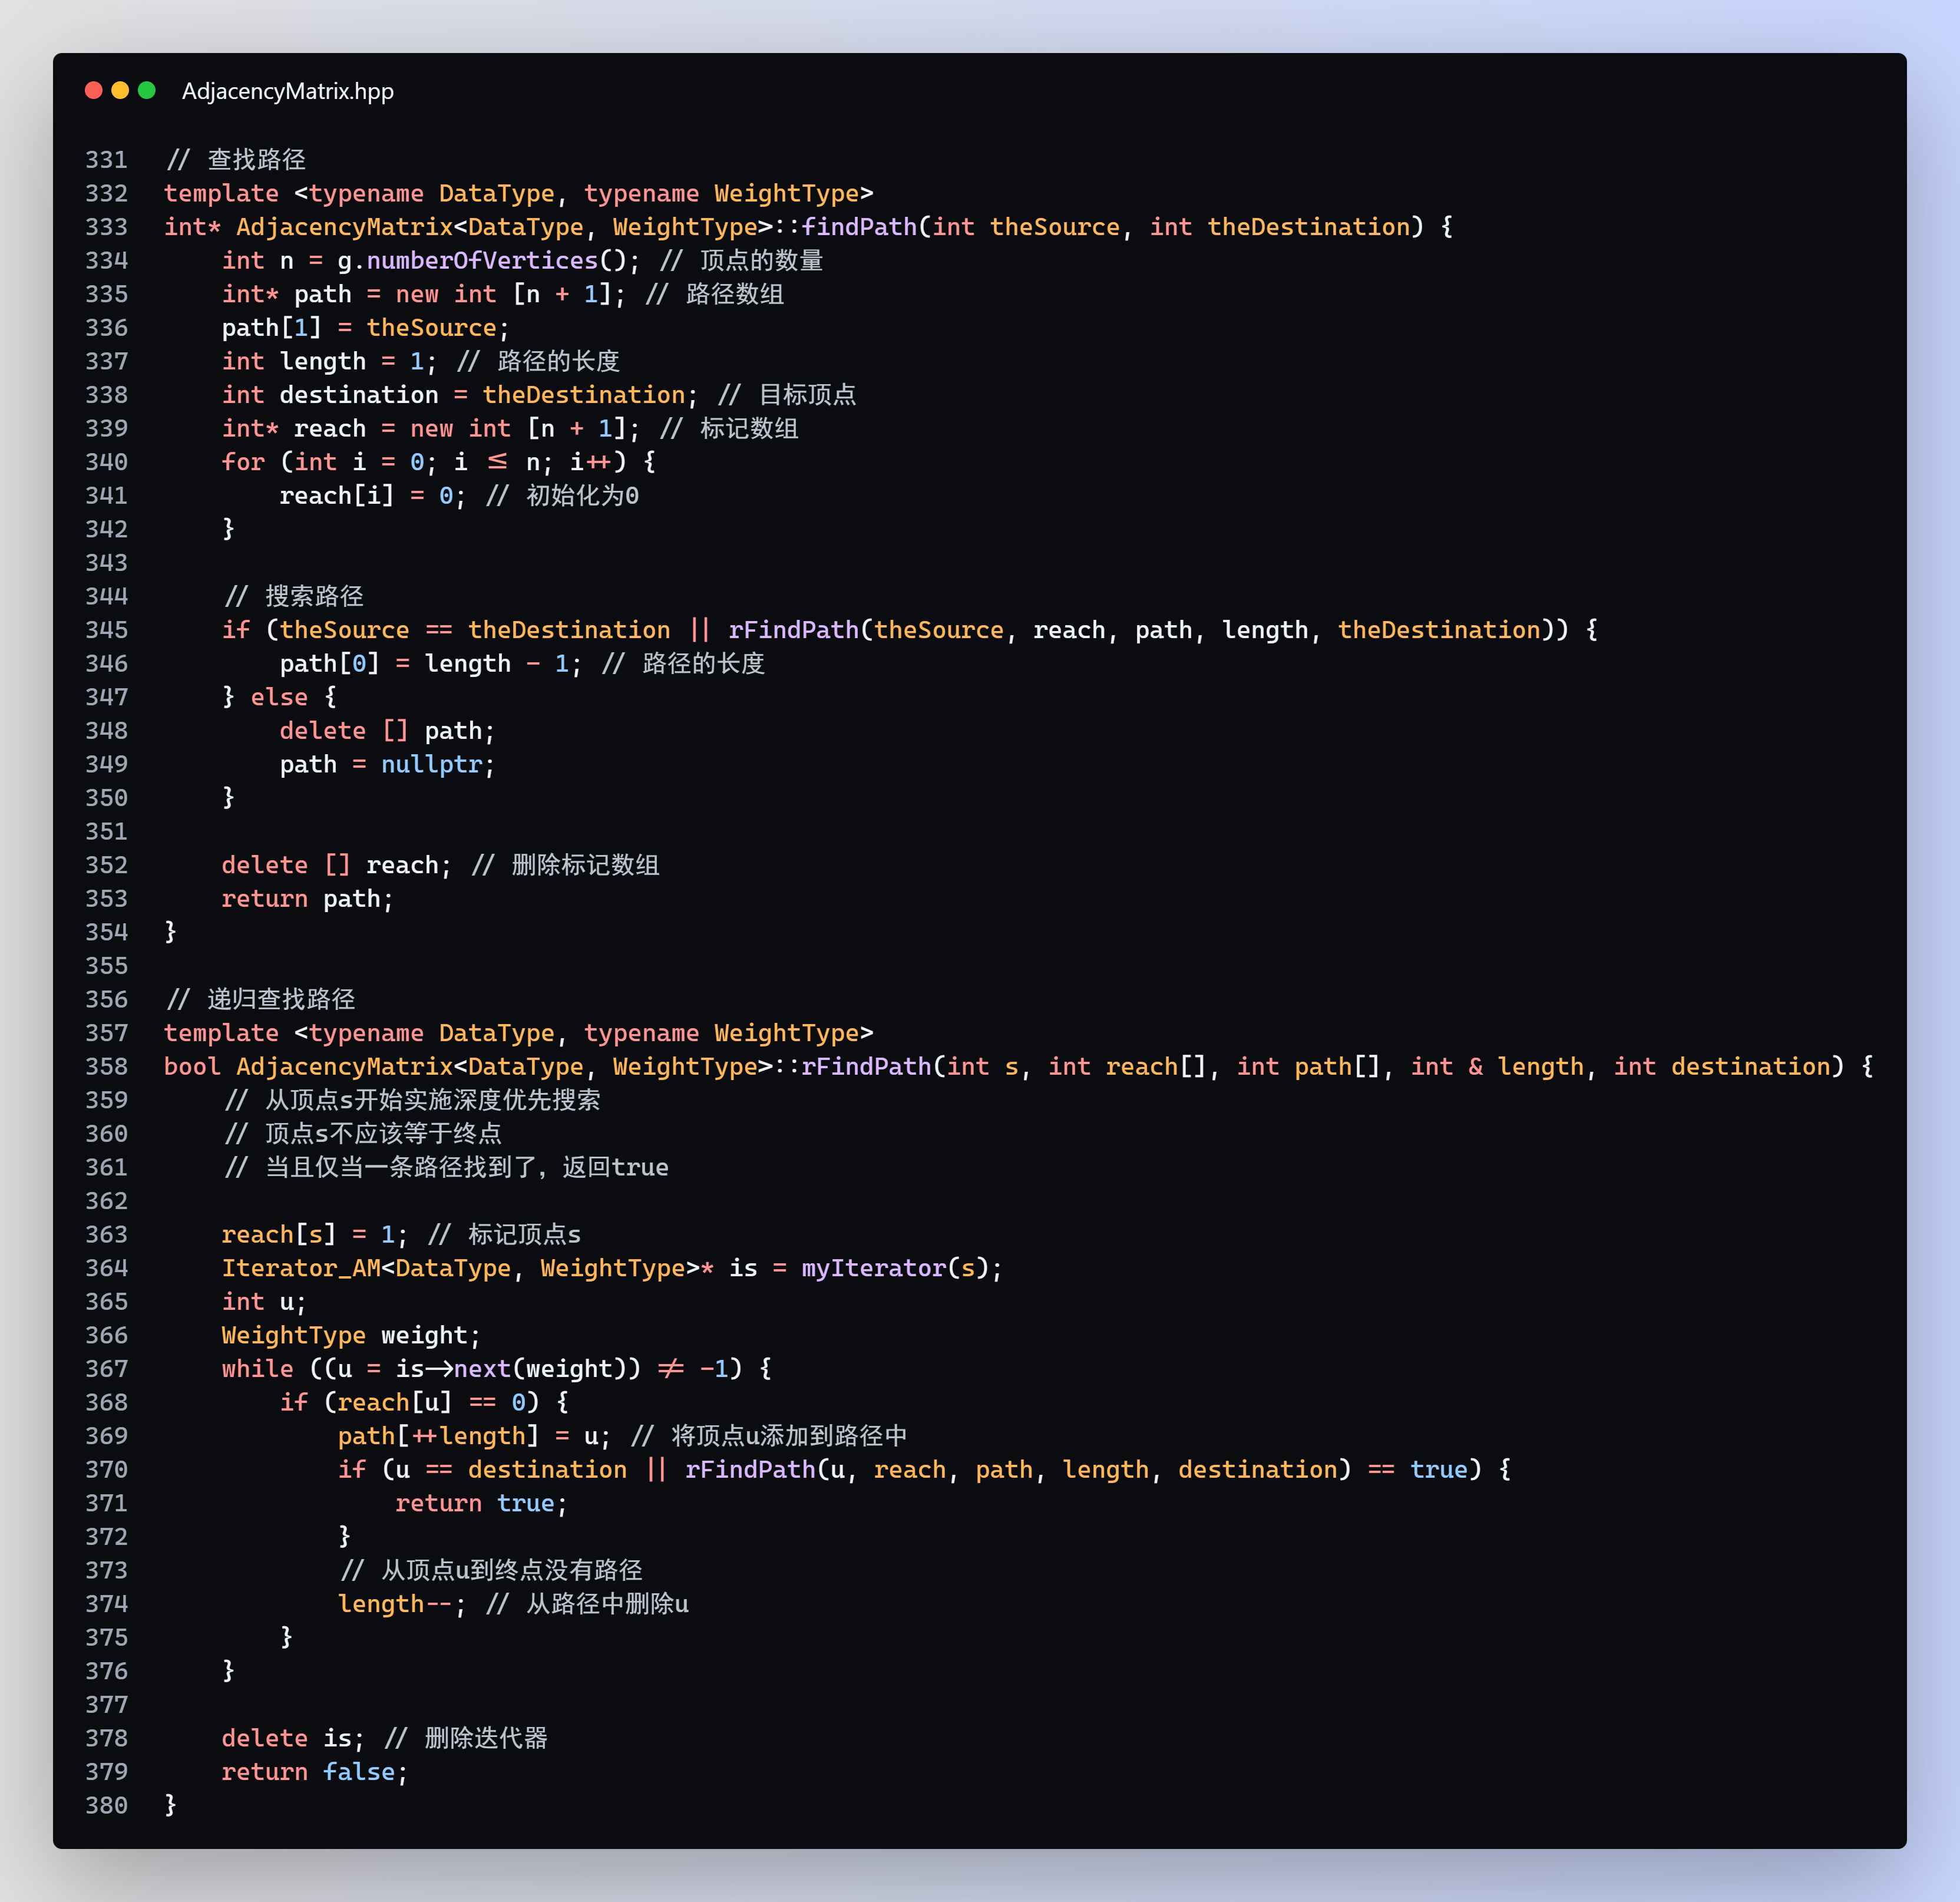 AdjacencyMatrix.hpp
331 // 查找路径
332 template <typename DataType, typename WeightType>
333 int* AdjacencyMatrix<DataType, WeightType>::findPath(int theSource, int theDestination) {
334     int n = g.numberOfVertices(); // 顶点的数量
335     int* path = new int [n + 1]; // 路径数组
336     path[1] = theSource;
337     int length = 1; // 路径的长度
338     int destination = theDestination; // 目标顶点
339     int* reach = new int [n + 1]; // 标记数组
340     for (int i = 0; i <= n; i++) {
341         reach[i] = 0; // 初始化为0
342     }
343
344     // 搜索路径
345     if (theSource == theDestination || rFindPath(theSource, reach, path, length, theDestination)) {
346         path[0] = length - 1; // 路径的长度
347     } else {
348         delete [] path;
349         path = nullptr;
350     }
351
352     delete [] reach; // 删除标记数组
353     return path;
354 }
355
356 // 递归查找路径
357 template <typename DataType, typename WeightType>
358 bool AdjacencyMatrix<DataType, WeightType>::rFindPath(int s, int reach[], int path[], int & length, int destination) {
359     // 从顶点s开始实施深度优先搜索
360     // 顶点s不应该等于终点
361     // 当且仅当一条路径找到了，返回true
362
363     reach[s] = 1; // 标记顶点s
364     Iterator_AM<DataType, WeightType>* is = myIterator(s);
365     int u;
366     WeightType weight;
367     while ((u = is->next(weight)) != -1) {
368         if (reach[u] == 0) {
369             path[++length] = u; // 将顶点u添加到路径中
370             if (u == destination || rFindPath(u, reach, path, length, destination) == true) {
371                 return true;
372             }
373             // 从顶点u到终点没有路径
374             length--; // 从路径中删除u
375         }
376     }
377
378     delete is; // 删除迭代器
379     return false;
380 }